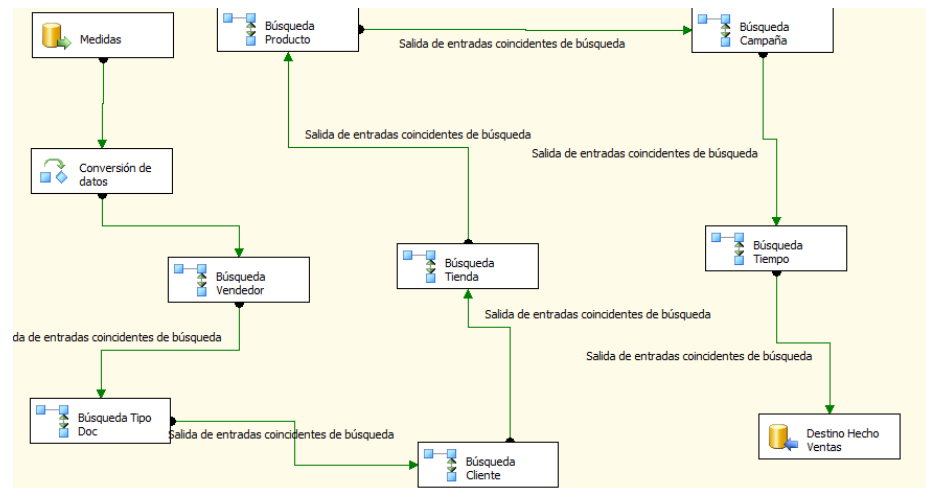 Medidas
Búsqueda
Producto
Salida de entradas coincidentes de búsqueda
Búsqueda
Campaña
Salida de entradas coincidentes de búsqueda
Salida de entradas coincidentes de búsqueda
Conversión de
datos
Búsqueda
Vendedor
Búsqueda
Tienda
Búsqueda
Tiempo
da de entradas coincidentes de búsqueda
Salida de entradas coincidentes de búsqueda
Salida de entradas coincidentes de búsqueda
Búsqueda Tipo
Doc
Salida de entradas coincidentes de búsqueda
Búsqueda
Cliente
Destino Hecho
Ventas